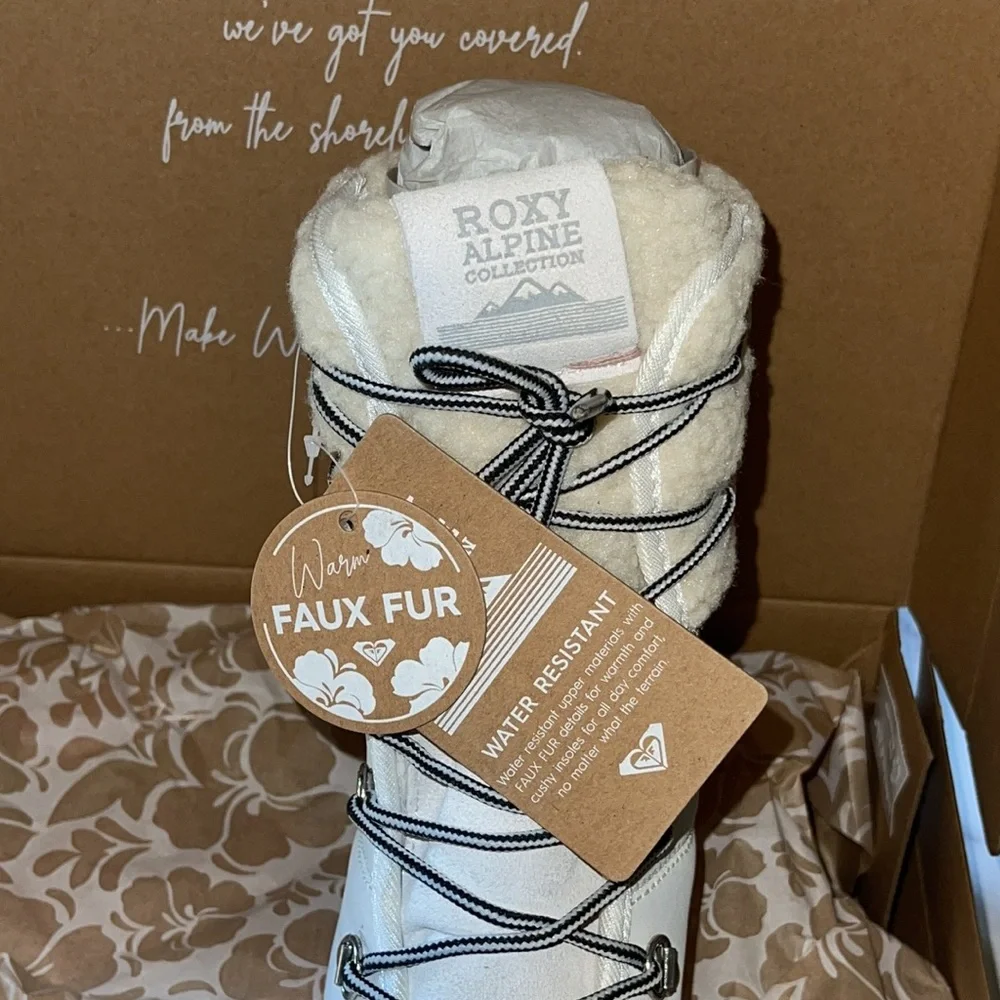 we've got you covered.
from the
Make
ROXY
ALPINE
COLLECTION
Warm
FAUX FUR
WATER RESISTANT
Water resistant upper materials with
FAUX FUR details for warmth and
cushy insoles for all day comfort,
no matter what the terrain.